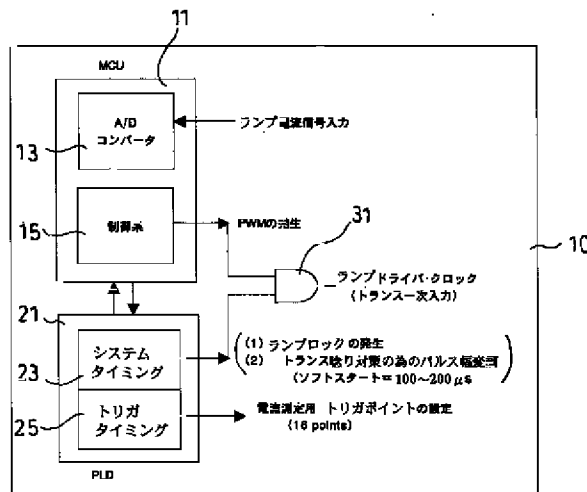 11
MCU
A/D
コンバータ
13
ランプ電流信号入力
制御系
15
PWMの発生
31
10
ランプドライバ・クロック
(トランス一次入力)
21
システム
タイミング
23
(1) ランプロックの発生
(2) トランス唸り対策の為のパルス幅変調
(ソフトスタート=100~200μs
トリガ
タイミング
25
電流測定用 トリガポイントの設定
(16 points)
PLD